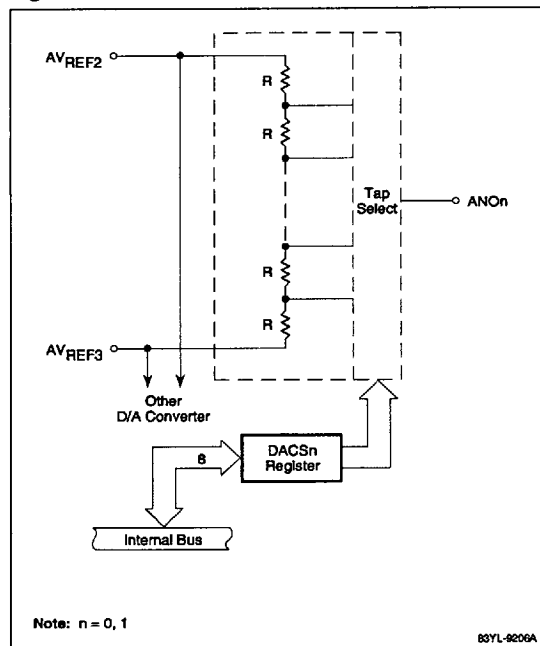 AVREF2
R
R
Tap
Select
ANOn
R
R
AVREF3
Other
D/A Converter
DACSn
Register
8
Internal Bus
Note: n = 0, 1
83YL-9206A